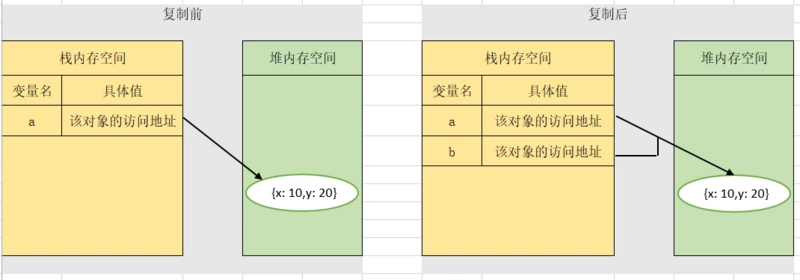 复制前
栈内存空间
堆内存空间
变量名 具体值
a 该对象的访问地址
{x: 10,y: 20}
复制后
栈内存空间
堆内存空间
变量名 具体值
a 该对象的访问地址
b 该对象的访问地址
{x: 10,y: 20}